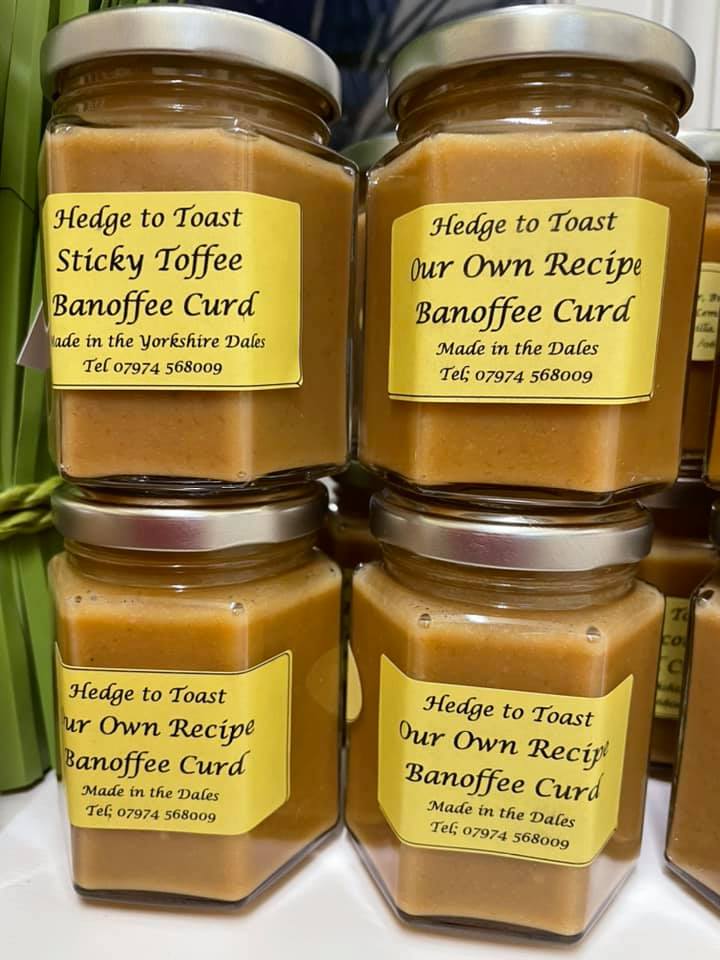 Hedge to Toast
Sticky Toffee
Banoffee Curd
Made in the Yorkshire Dales
Tel 07974 568009
Hedge to Toast
Our Own Recipe
Banoffee Curd
Made in the Dales
Tel; 07974 568009
Hedge to Toast
Our Own Recipe
Banoffee Curd
Made in the Dales
Tel; 07974 568009
Hedge to Toast
Our Own Recipe
Banoffee Curd
Made in the Dales
Tel; 07974 568009